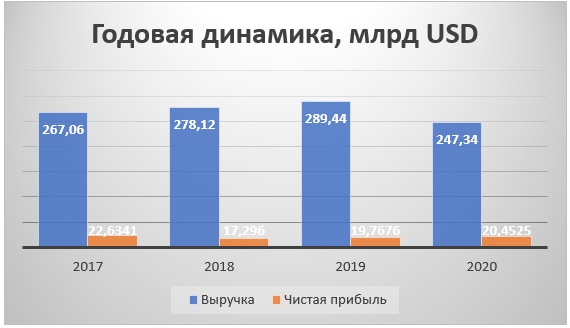 Годовая динамика, млрд USD
267,06 278,12 289,44 247,34
22,6341 17,296 19,7676 20,4525
2017 2018 2019 2020
Выручка Чистая прибыль